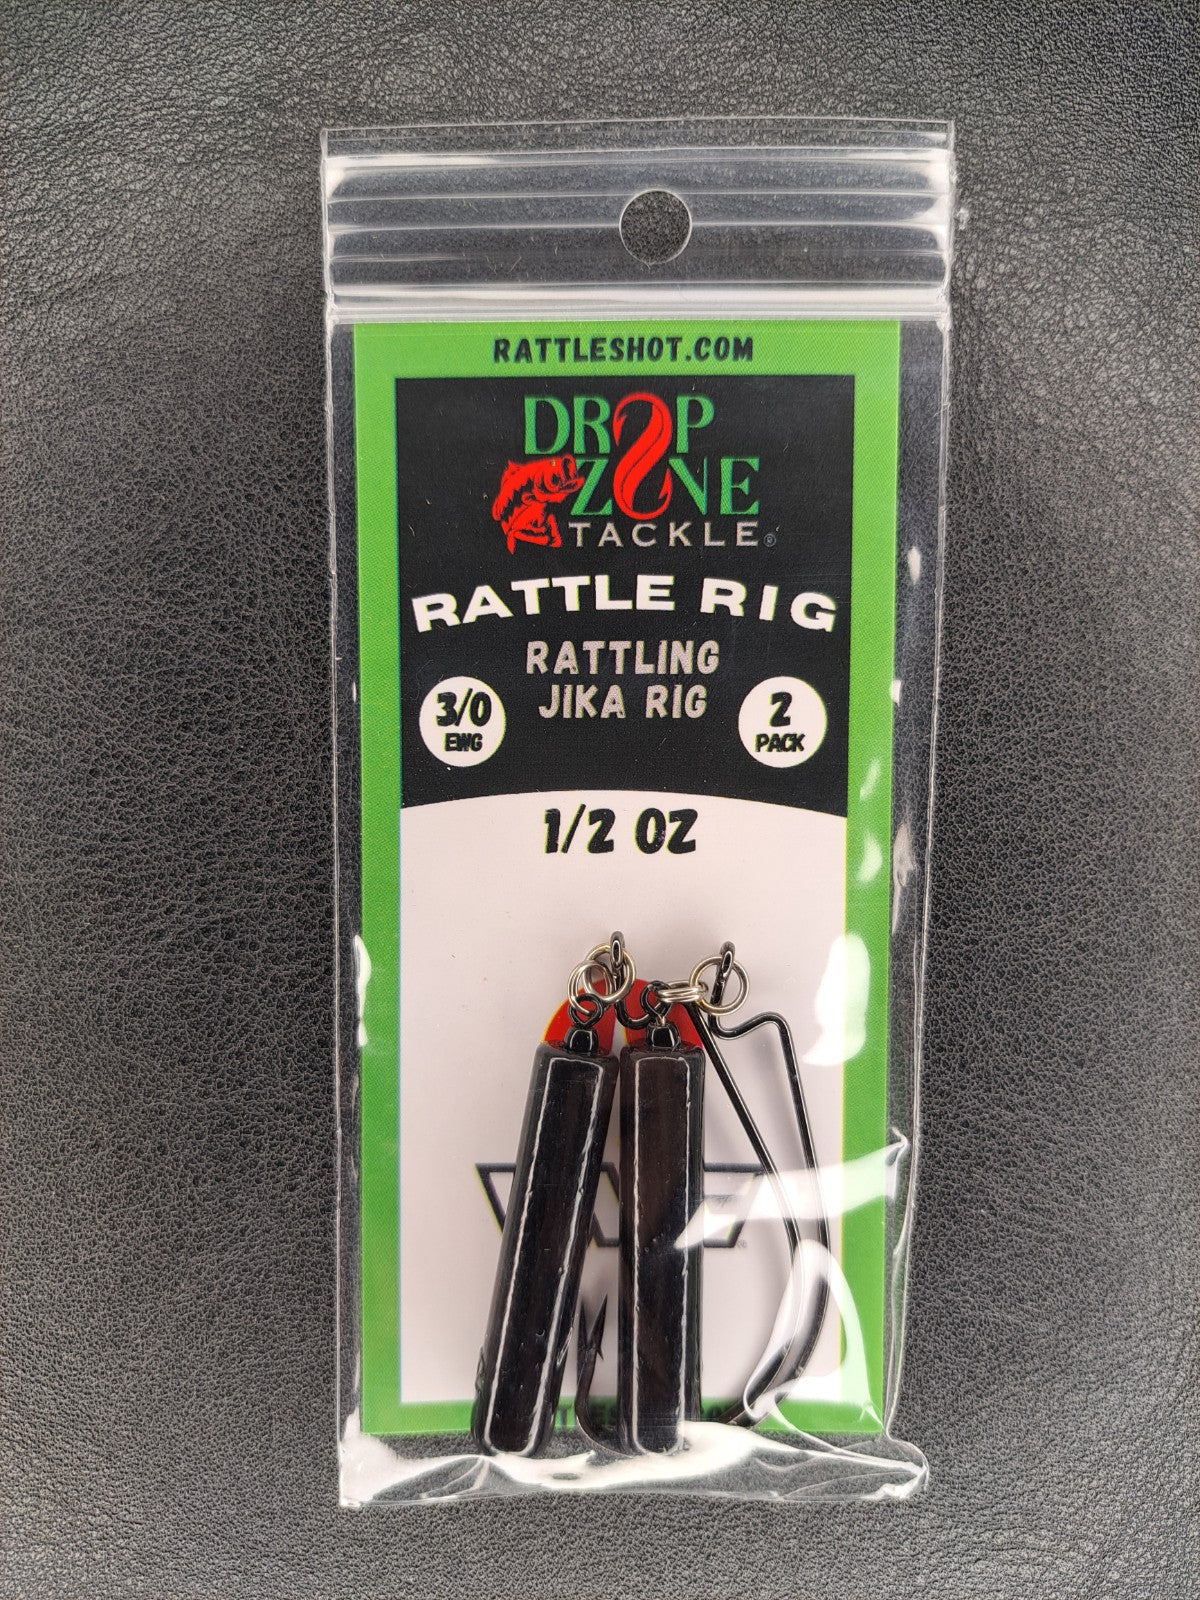 RATTLESHOT.COM
DROP
ZONE
TACKLE®
RATTLE RIG
RATTLING
JIKA RIG
3/0
EWG
2
PACK
1/2 OZ